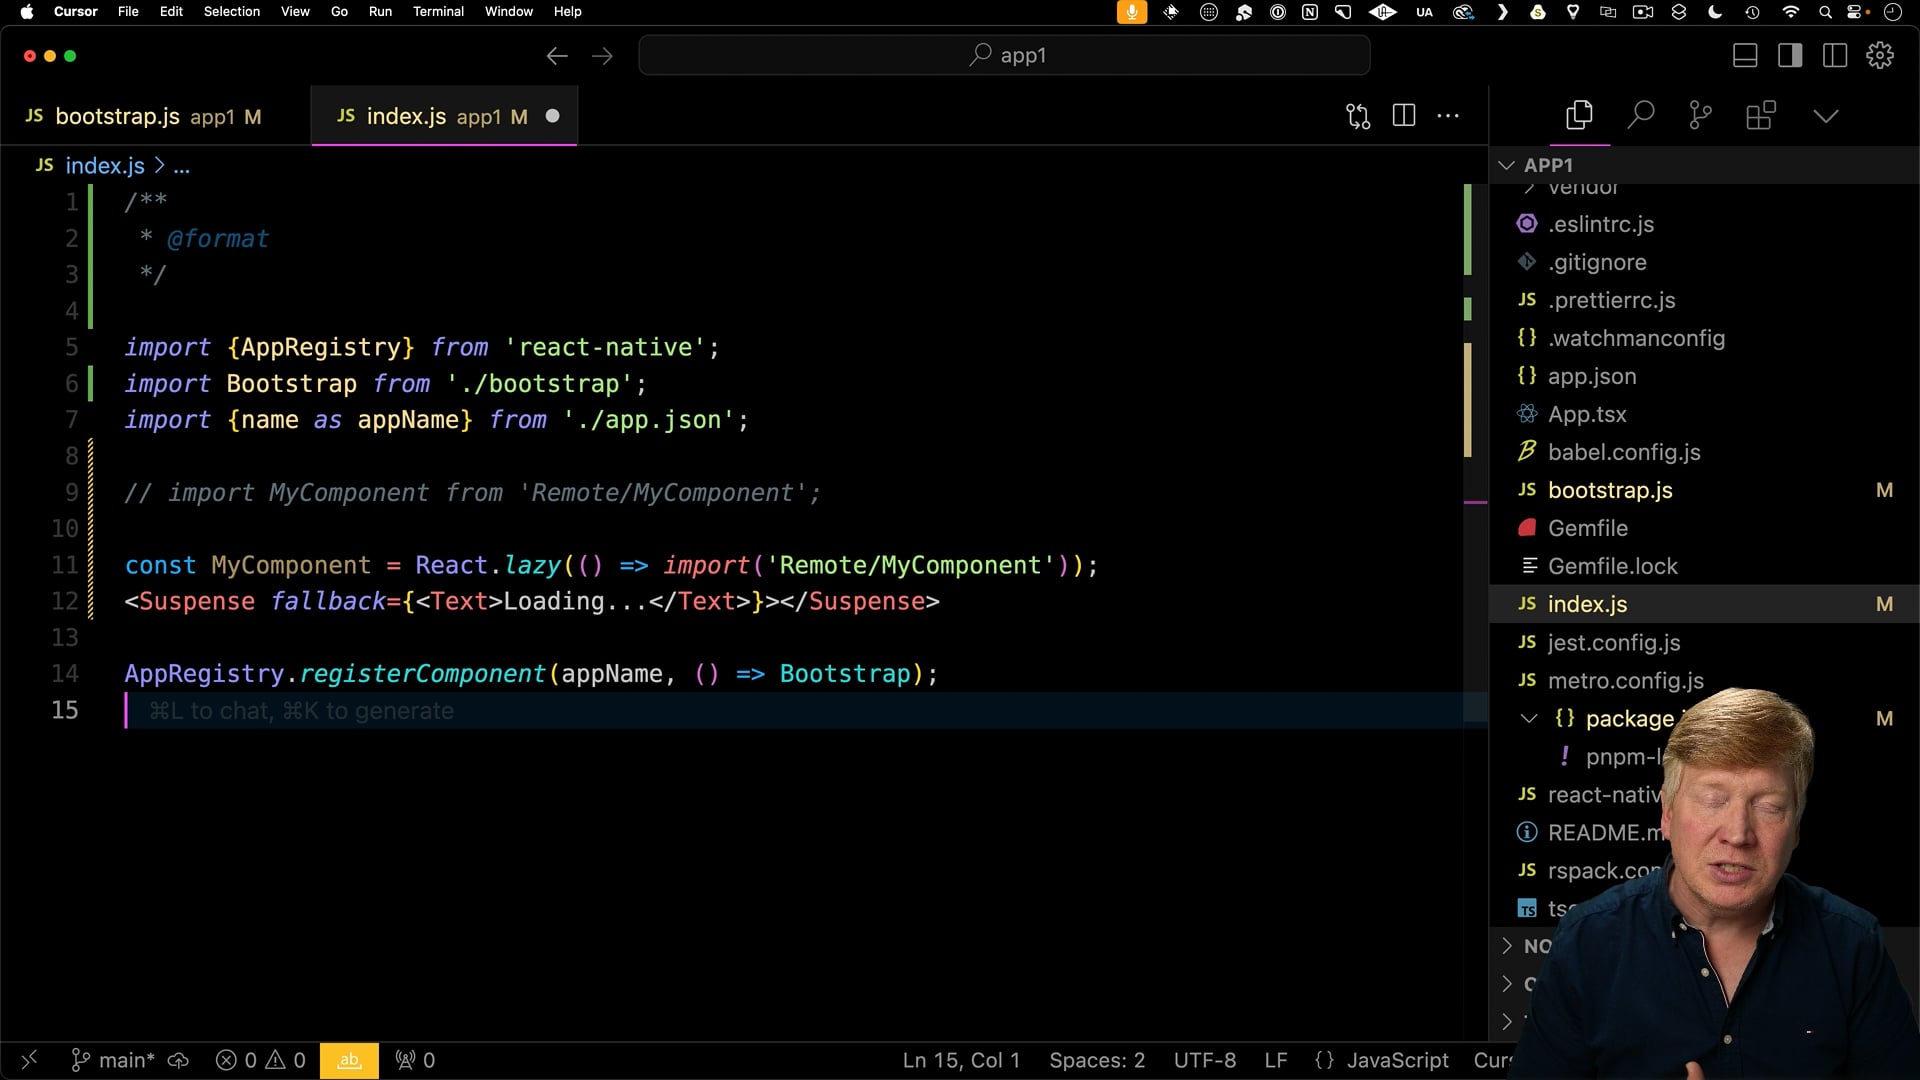 Cursor File Edit Selection View Go Run Terminal Window Help
UA
app1
JS bootstrap.js app1 M
JS index.js app1 M
JS index.js > ...
1 /**
2 * @format
3 */
4
5 import {AppRegistry} from 'react-native';
6 import Bootstrap from './bootstrap';
7 import {name as appName} from './app.json';
8
9 // import MyComponent from 'Remote/MyComponent';
10
11 const MyComponent = React.lazy(() => import('Remote/MyComponent'));
12 <Suspense fallback={<Text>Loading...</Text>}></Suspense>
13
14 AppRegistry.registerComponent(appName, () => Bootstrap);
15 ⌘L to chat, ⌘K to generate
APP1
vendor
.eslintrc.js
.gitignore
JS .prettierrc.js
{} .watchmanconfig
{} app.json
App.tsx
babel.config.js
JS bootstrap.js M
Gemfile
Gemfile.lock
JS index.js M
JS jest.config.js
JS metro.config.js
{} package. M
! pnpm-l
JS react-nativ
README.m
JS rspack.con
TS tsc
NO
main* 0 0 ab 0 Ln 15, Col 1 Spaces: 2 UTF-8 LF {} JavaScript Curs